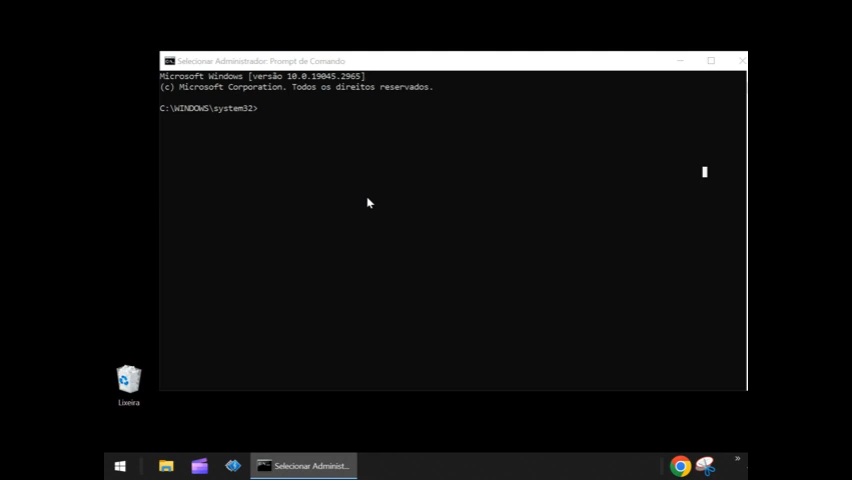 Selecionar Administrador: Prompt de Comando
Microsoft Windows [versão 10.0.19045.2965]
(c) Microsoft Corporation. Todos os direitos reservados.
C:\WINDOWS\system32>
Lixeira
Selecionar Administ...